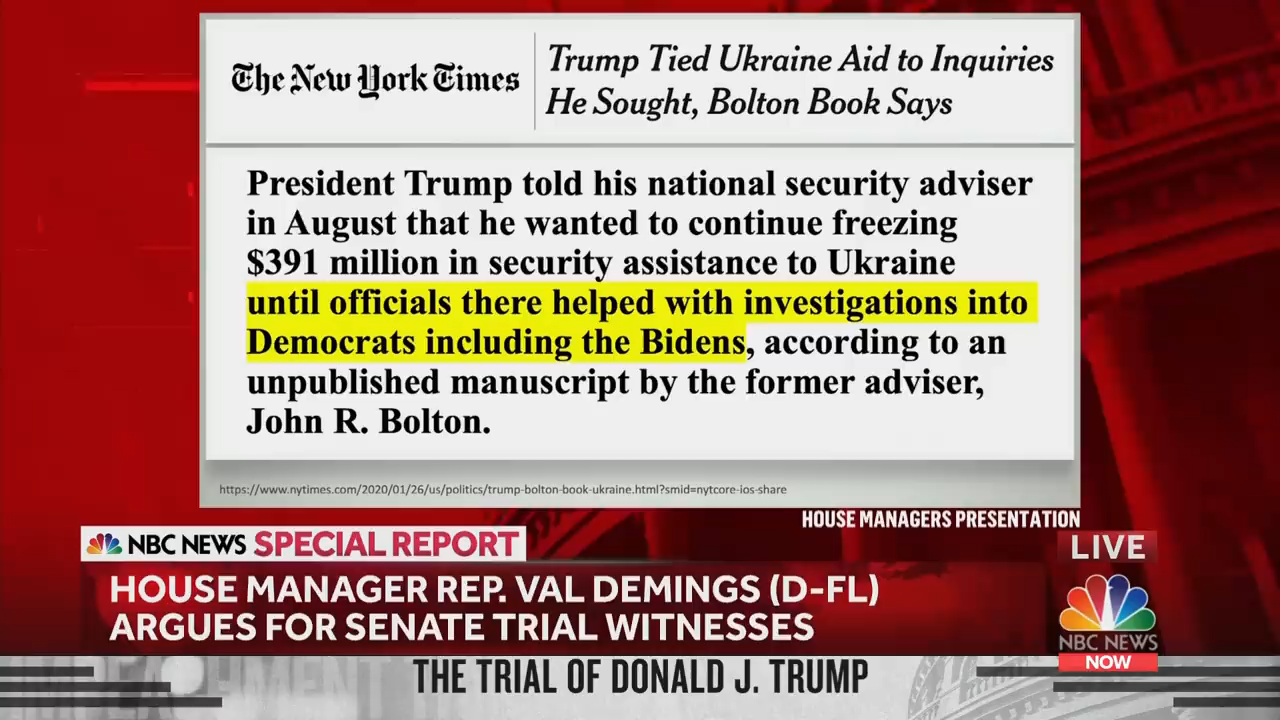 The New York Times
Trump Tied Ukraine Aid to Inquiries
He Sought, Bolton Book Says
President Trump told his national security adviser
in August that he wanted to continue freezing
$391 million in security assistance to Ukraine
until officials there helped with investigations into
Democrats including the Bidens, according to an
unpublished manuscript by the former adviser,
John R. Bolton.
https://www.nytimes.com/2020/01/26/us/politics/trump-bolton-book-ukraine.html?smid=nytcore-ios-share
HOUSE MANAGERS PRESENTATION
NBC NEWS SPECIAL REPORT
LIVE
HOUSE MANAGER REP. VAL DEMINGS (D-FL)
ARGUES FOR SENATE TRIAL WITNESSES
NBC NEWS
NOW
THE TRIAL OF DONALD J. TRUMP